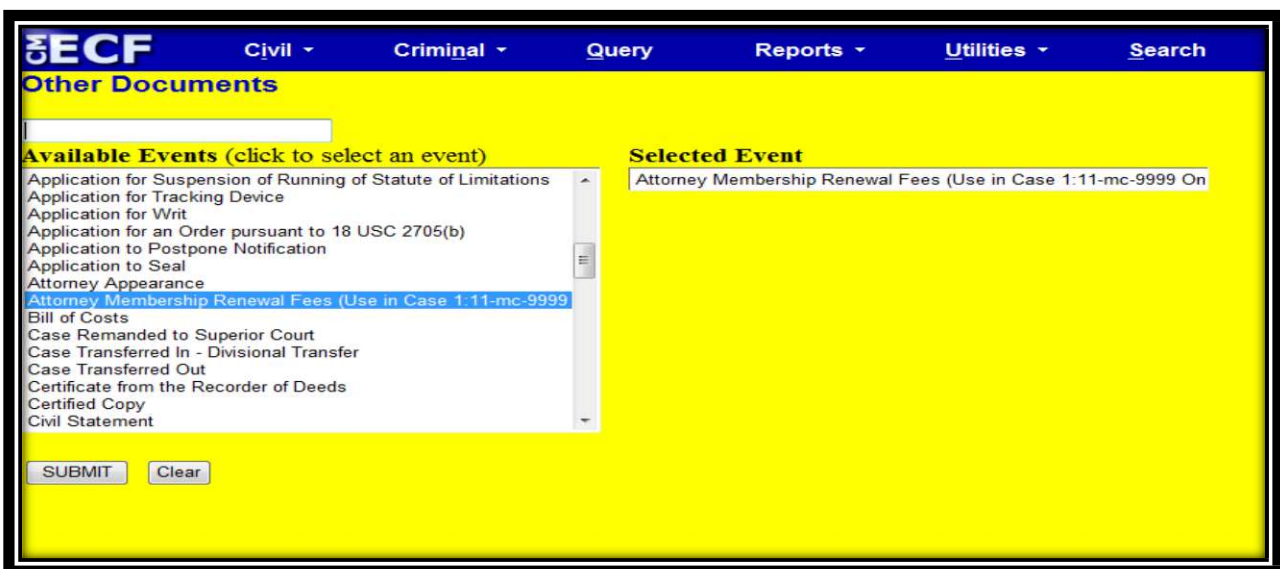 CM ECF Civil Criminal Query Reports Utilities Search
Other Documents
Available Events (click to select an event)
Application for Suspension of Running of Statute of Limitations
Application for Tracking Device
Application for Writ
Application for an Order pursuant to 18 USC 2705(b)
Application to Postpone Notification
Application to Seal
Attorney Appearance
Attorney Membership Renewal Fees (Use in Case 1:11-mc-9999
Bill of Costs
Case Remanded to Superior Court
Case Transferred In - Divisional Transfer
Case Transferred Out
Certificate from the Recorder of Deeds
Certified Copy
Civil Statement
Selected Event
Attorney Membership Renewal Fees (Use in Case 1:11-mc-9999 On
SUBMIT Clear